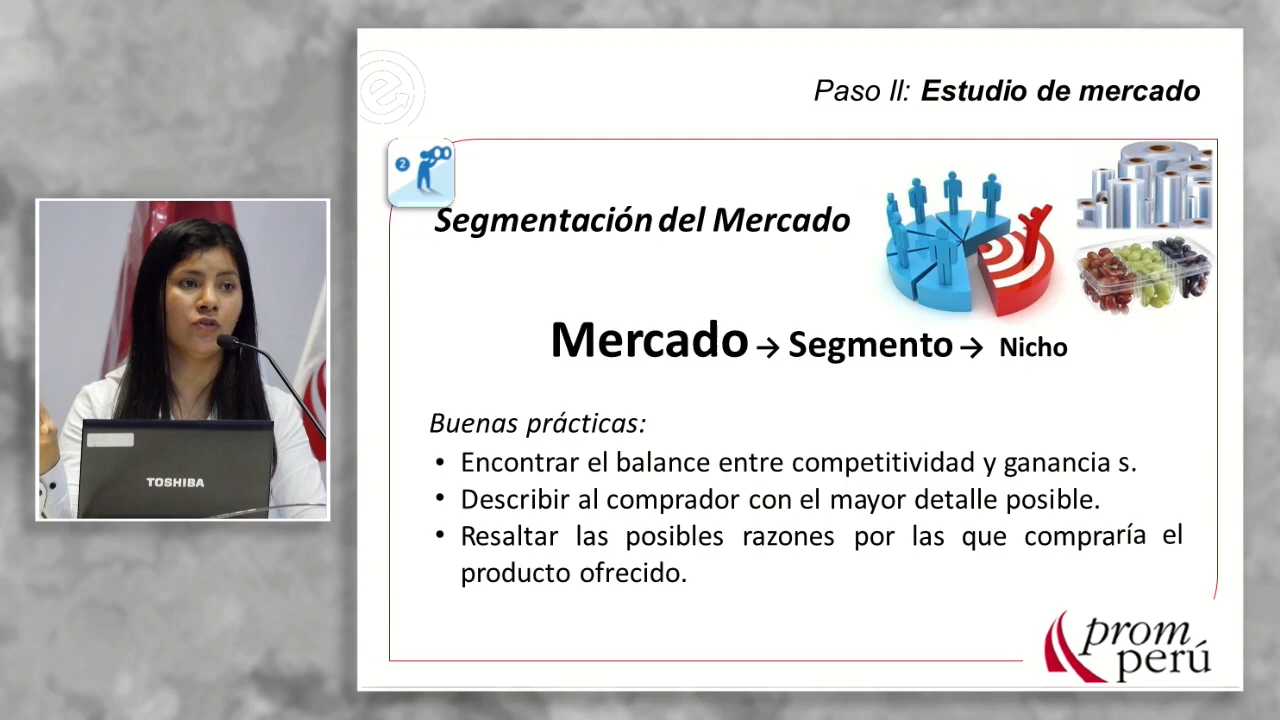 Paso II: Estudio de mercado
2
Segmentación del Mercado
Mercado → Segmento → Nicho
Buenas prácticas:
• Encontrar el balance entre competitividad y ganancia s.
• Describir al comprador con el mayor detalle posible.
• Resaltar las posibles razones por las que compraría el
producto ofrecido.
TOSHIBA
prom
perú